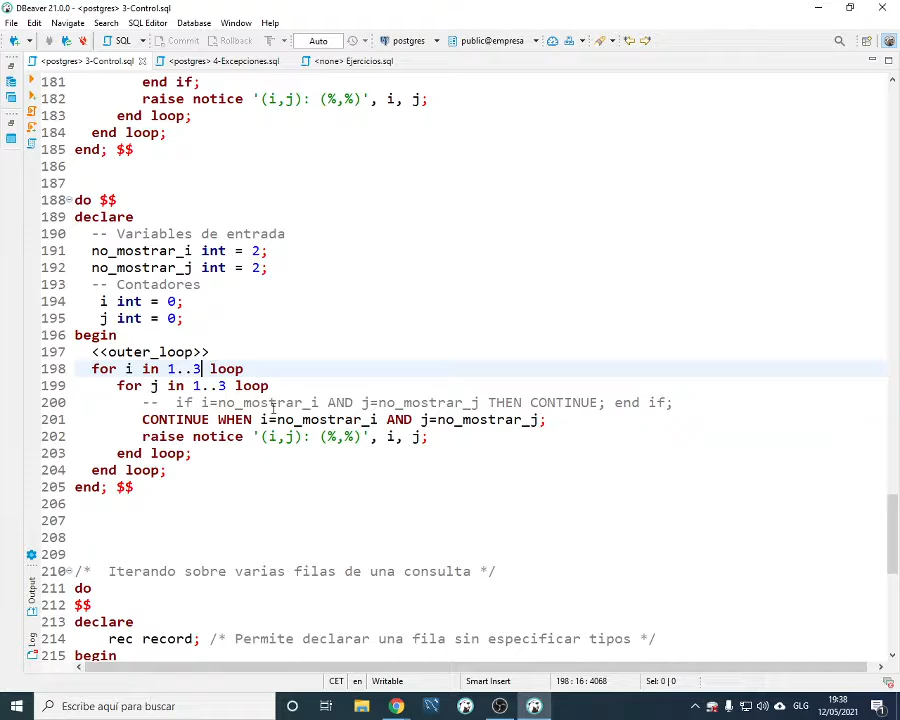 DBeaver 21.0.0 - <postgres> 3-Control.sql
File Edit Navigate Search SQL Editor Database Window Help
SQL Commit Rollback T Auto postgres public@empresa
<postgres> 3-Control.sql <postgres> 4-Excepciones.sql <none> Ejercicios.sql
181 end if;
182 raise notice '(i,j): (%,%)', i, j;
183 end loop;
184 end loop;
185 end; $$
186
187
188 do $$
189 declare
190 -- Variables de entrada
191 no_mostrar_i int = 2;
192 no_mostrar_j int = 2;
193 -- Contadores
194 i int = 0;
195 j int = 0;
196 begin
197 <<outer_loop>>
198 for i in 1..3 loop
199 for j in 1..3 loop
200 -- if i=no_mostrar_i AND j=no_mostrar_j THEN CONTINUE; end if;
201 CONTINUE WHEN i=no_mostrar_i AND j=no_mostrar_j;
202 raise notice '(i,j): (%,%)', i, j;
203 end loop;
204 end loop;
205 end; $$
206
207
208
209
210 /* Iterando sobre varias filas de una consulta */
211 do
212 $$
213 declare
214 rec record; /* Permite declarar una fila sin especificar tipos */
215 begin
Output
Log
CET en Writable Smart Insert 198 : 16 : 4068 Sel: 0 | 0
Escribe aquí para buscar
GLG 19:38
12/05/2021
1